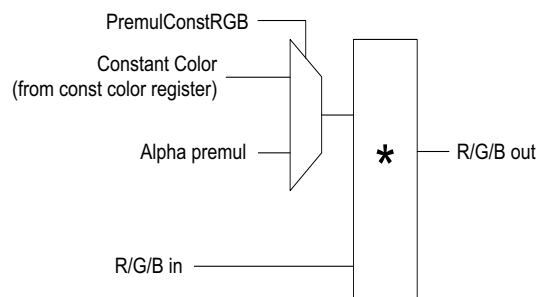 PremulConstRGB
Constant Color
(from const color register)
Alpha premul
*
R/G/B out
R/G/B in